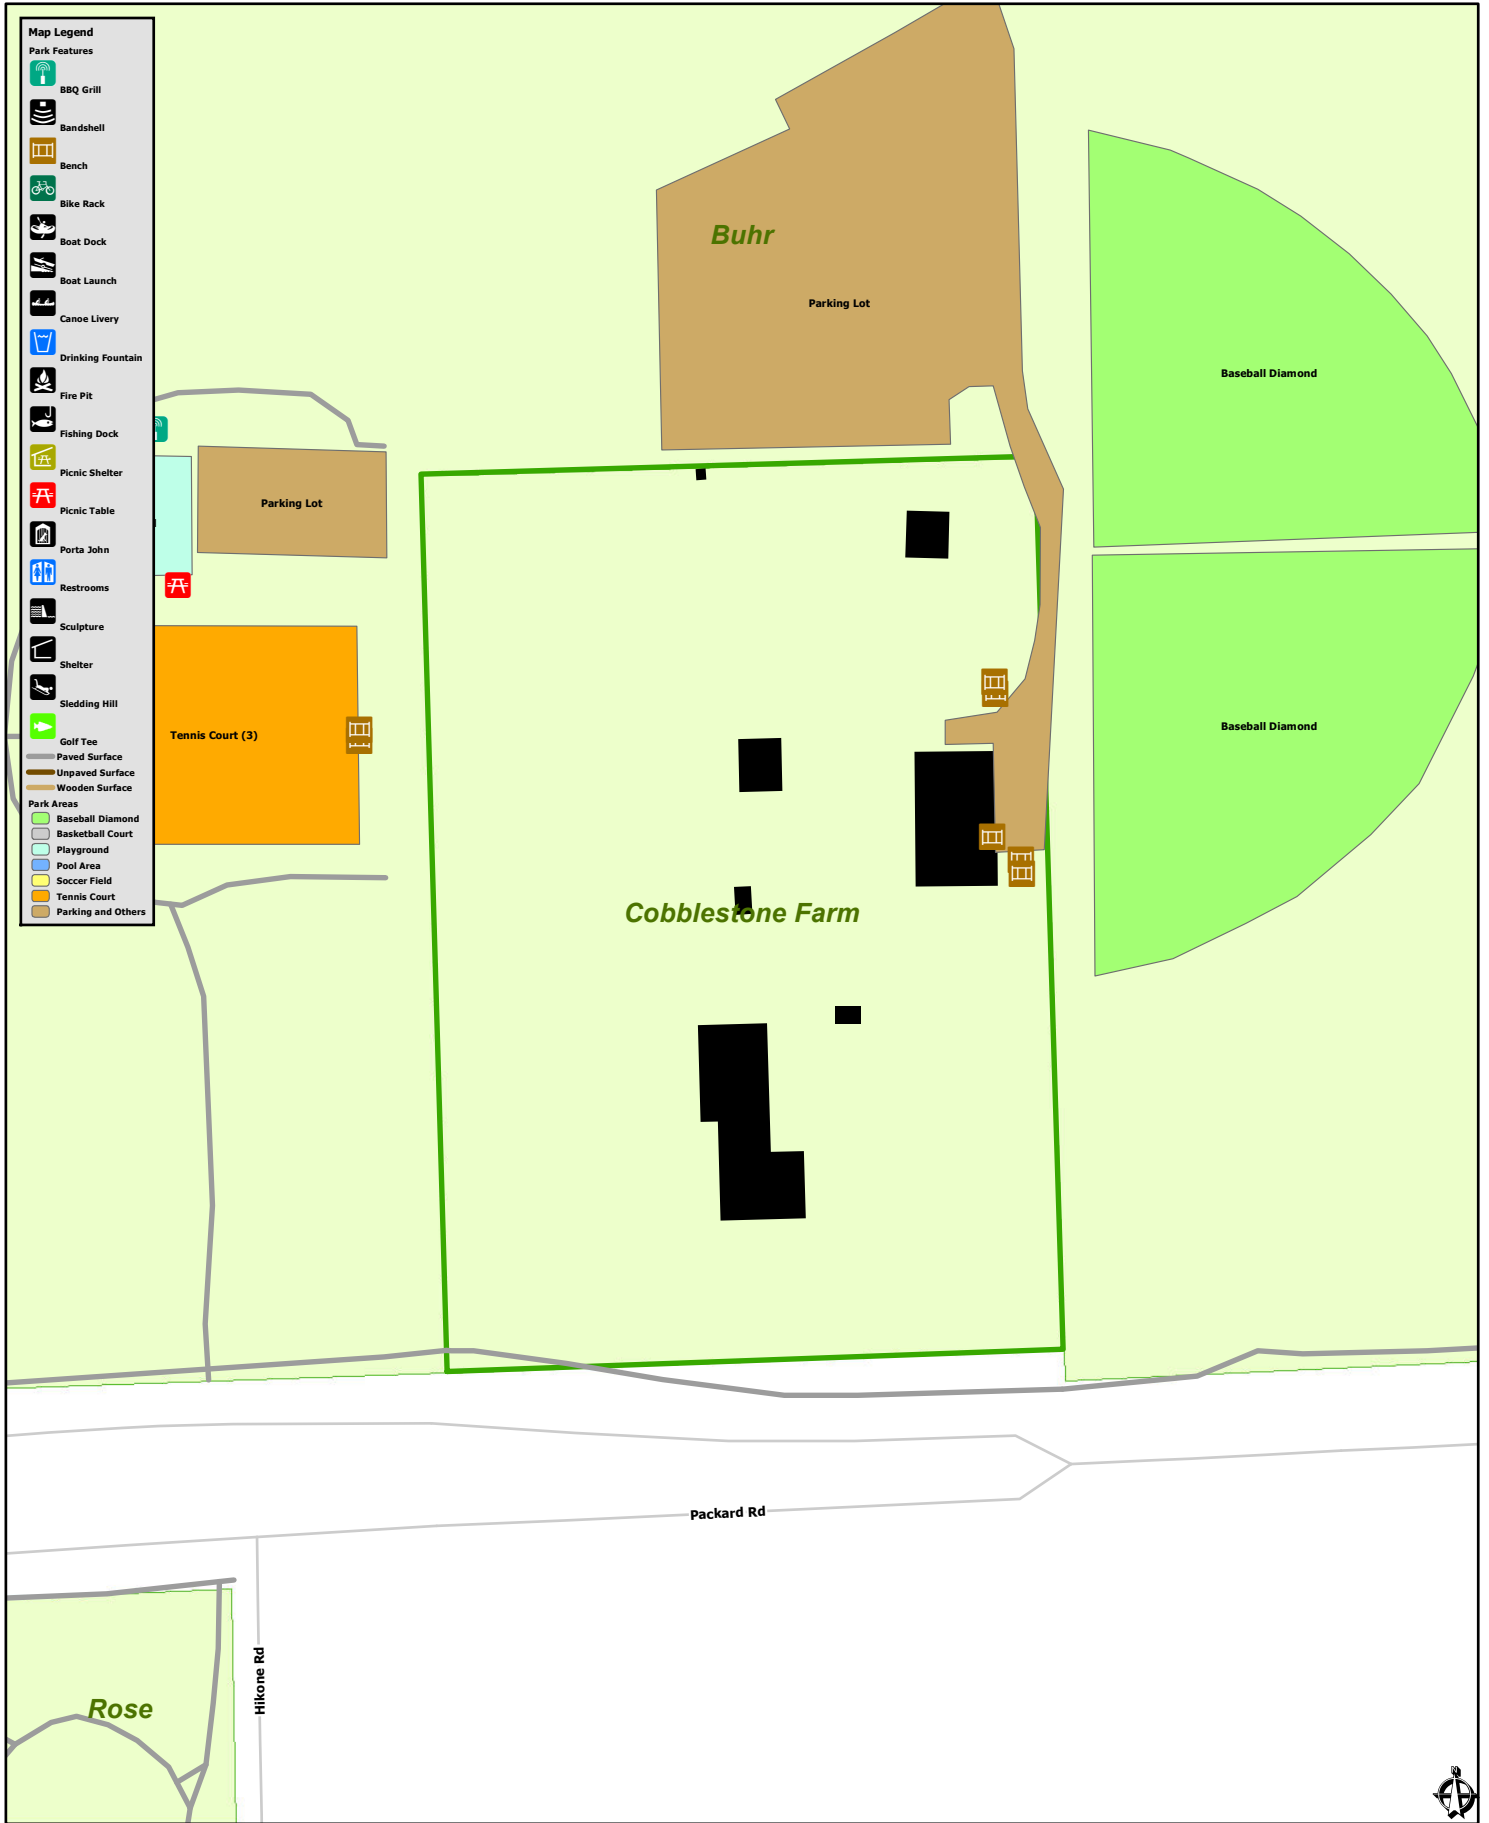 Map Legend
Park Features
BBQ Grill
Bandshell
Bench
Bike Rack
Boat Dock
Boat Launch
Canoe Livery
Drinking Fountain
Fire Pit
Fishing Dock
Picnic Shelter
Picnic Table
Porta John
Restrooms
Sculpture
Shelter
Sledding Hill
Golf Tee
Paved Surface
Unpaved Surface
Wooden Surface
Park Areas
Baseball Diamond
Basketball Court
Playground
Pool Area
Soccer Field
Tennis Court
Parking and Others
Buhr
Parking Lot
Baseball Diamond
Parking Lot
Tennis Court (3)
Baseball Diamond
Cobblestone Farm
Packard Rd
Hikone Rd
Rose
N